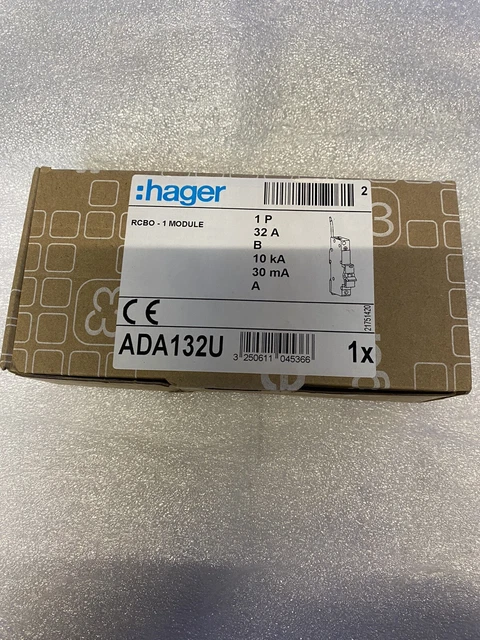 :hager
2
RCBO - 1 MODULE
1 P
32 A
B
10 kA
30 mA
A
CE
21751420
ADA132U
3 250611 045366
1x